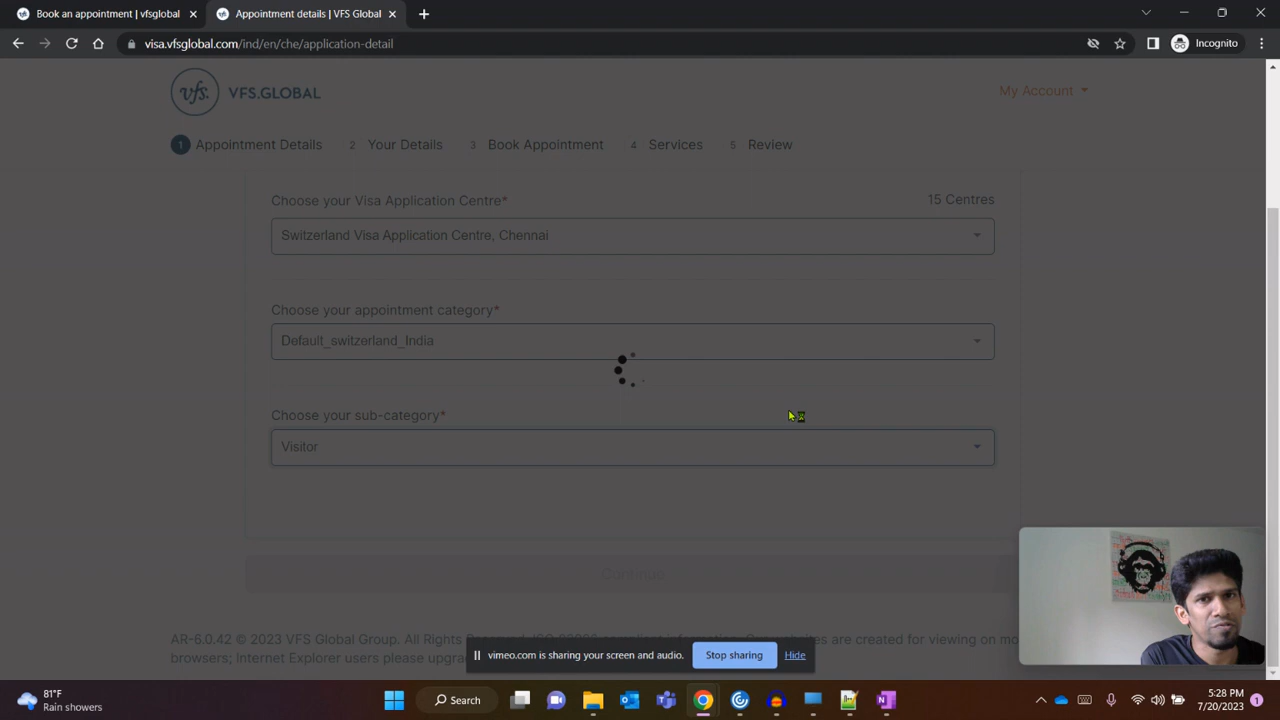 Book an appointment | vfsglobal
Appointment details | VFS Global
visa.vfsglobal.com/ind/en/che/application-detail
Incognito
vfs.
VFS.GLOBAL
My Account
1 Appointment Details
2 Your Details
3 Book Appointment
4 Services
5 Review
Choose your Visa Application Centre*
15 Centres
Switzerland Visa Application Centre, Chennai
Choose your appointment category*
Default_switzerland_India
Choose your sub-category*
Visitor
Continue
AR-6.0.42 © 2023 VFS Global Group. All Rights
are created for viewing on
browsers; Internet Explorer users please
vimeo.com is sharing your screen and audio.
Stop sharing
Hide
81°F
Rain showers
Search
5:28 PM
7/20/2023
1